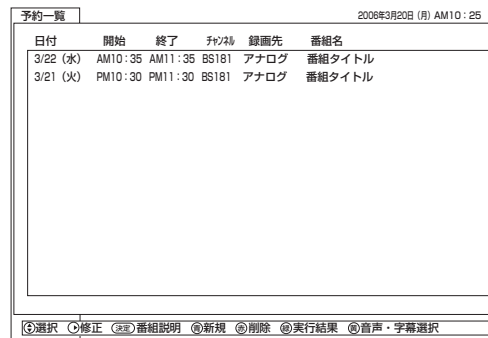 予約一覧 2006年3月20日（月）AM10：25
日付 開始 終了 ﾁｬﾝﾈﾙ 録画先 番組名
3/22（水） AM10：35 AM11：35 BS181 アナログ 番組タイトル
3/21（火） PM10：30 PM11：30 BS181 アナログ 番組タイトル
選択 修正 決定 番組説明 青 新規 赤 削除 緑 実行結果 黄 音声・字幕選択